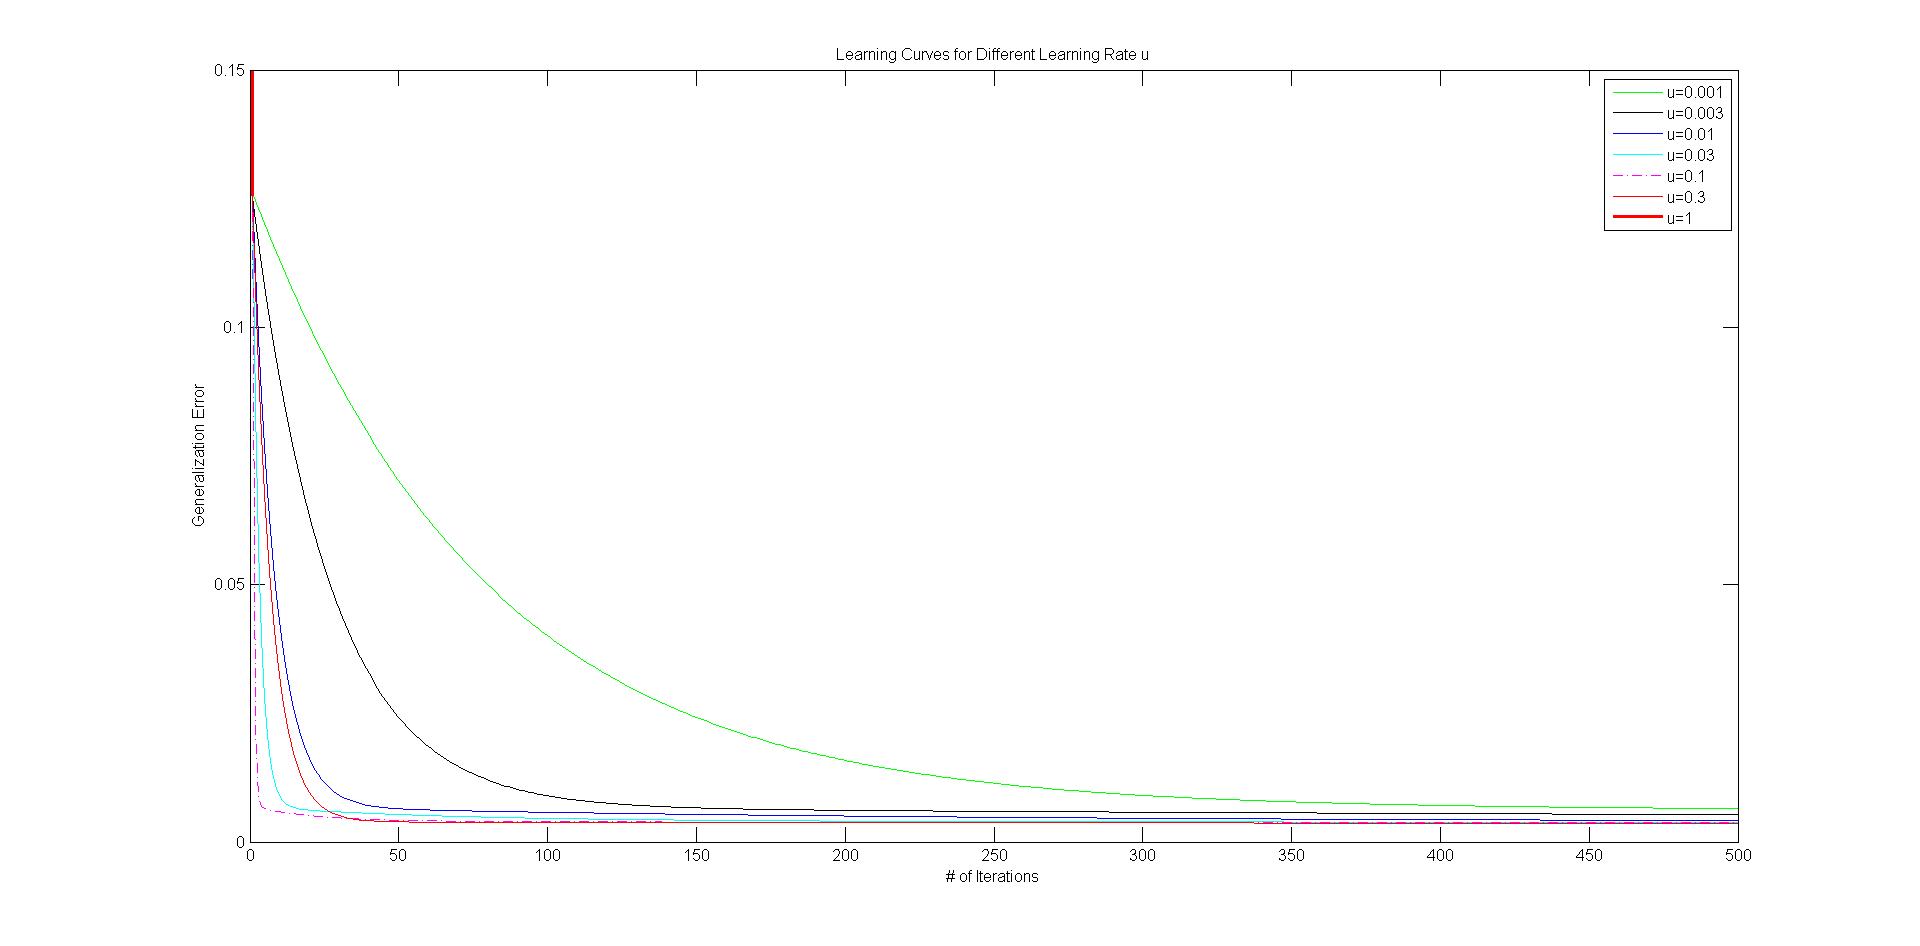 Learning Curves for Different Learning Rate u
0.15
0.1
0.05
0
Generalization Error
u=0.001
u=0.003
u=0.01
u=0.03
u=0.1
u=0.3
u=1
0 50 100 150 200 250 300 350 400 450 500
# of Iterations